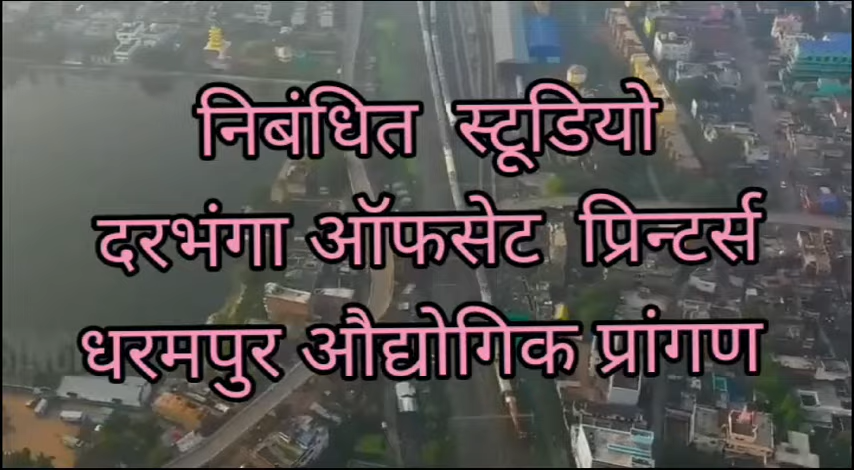 निबंधित स्टूडियो
दरभंगा ऑफसेट प्रिन्टर्स
धरमपुर औद्योगिक प्रांगण